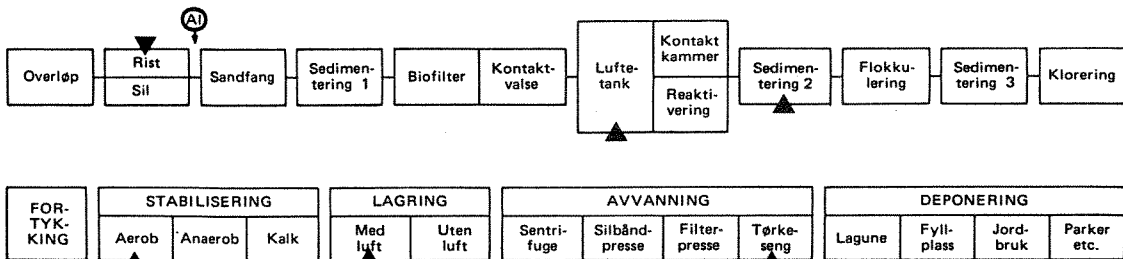 Al
Overløp
Rist
Sil
Sandfang
Sedimen-
tering 1
Biofilter
Kontakt-
valse
Lufte-
tank
Kontakt
kammer
Reakti-
vering
Sedimen-
tering 2
Flokku-
lering
Sedimen-
tering 3
Klorering
FOR-
TYK-
KING
STABILISERING
Aerob
Anaerob
Kalk
LAGRING
Med
luft
Uten
luft
AVVANNING
Sentri-
fuge
Silbånd-
presse
Filter-
presse
Tørke-
seng
DEPONERING
Lagune
Fyll-
plass
Jord-
bruk
Parker
etc.